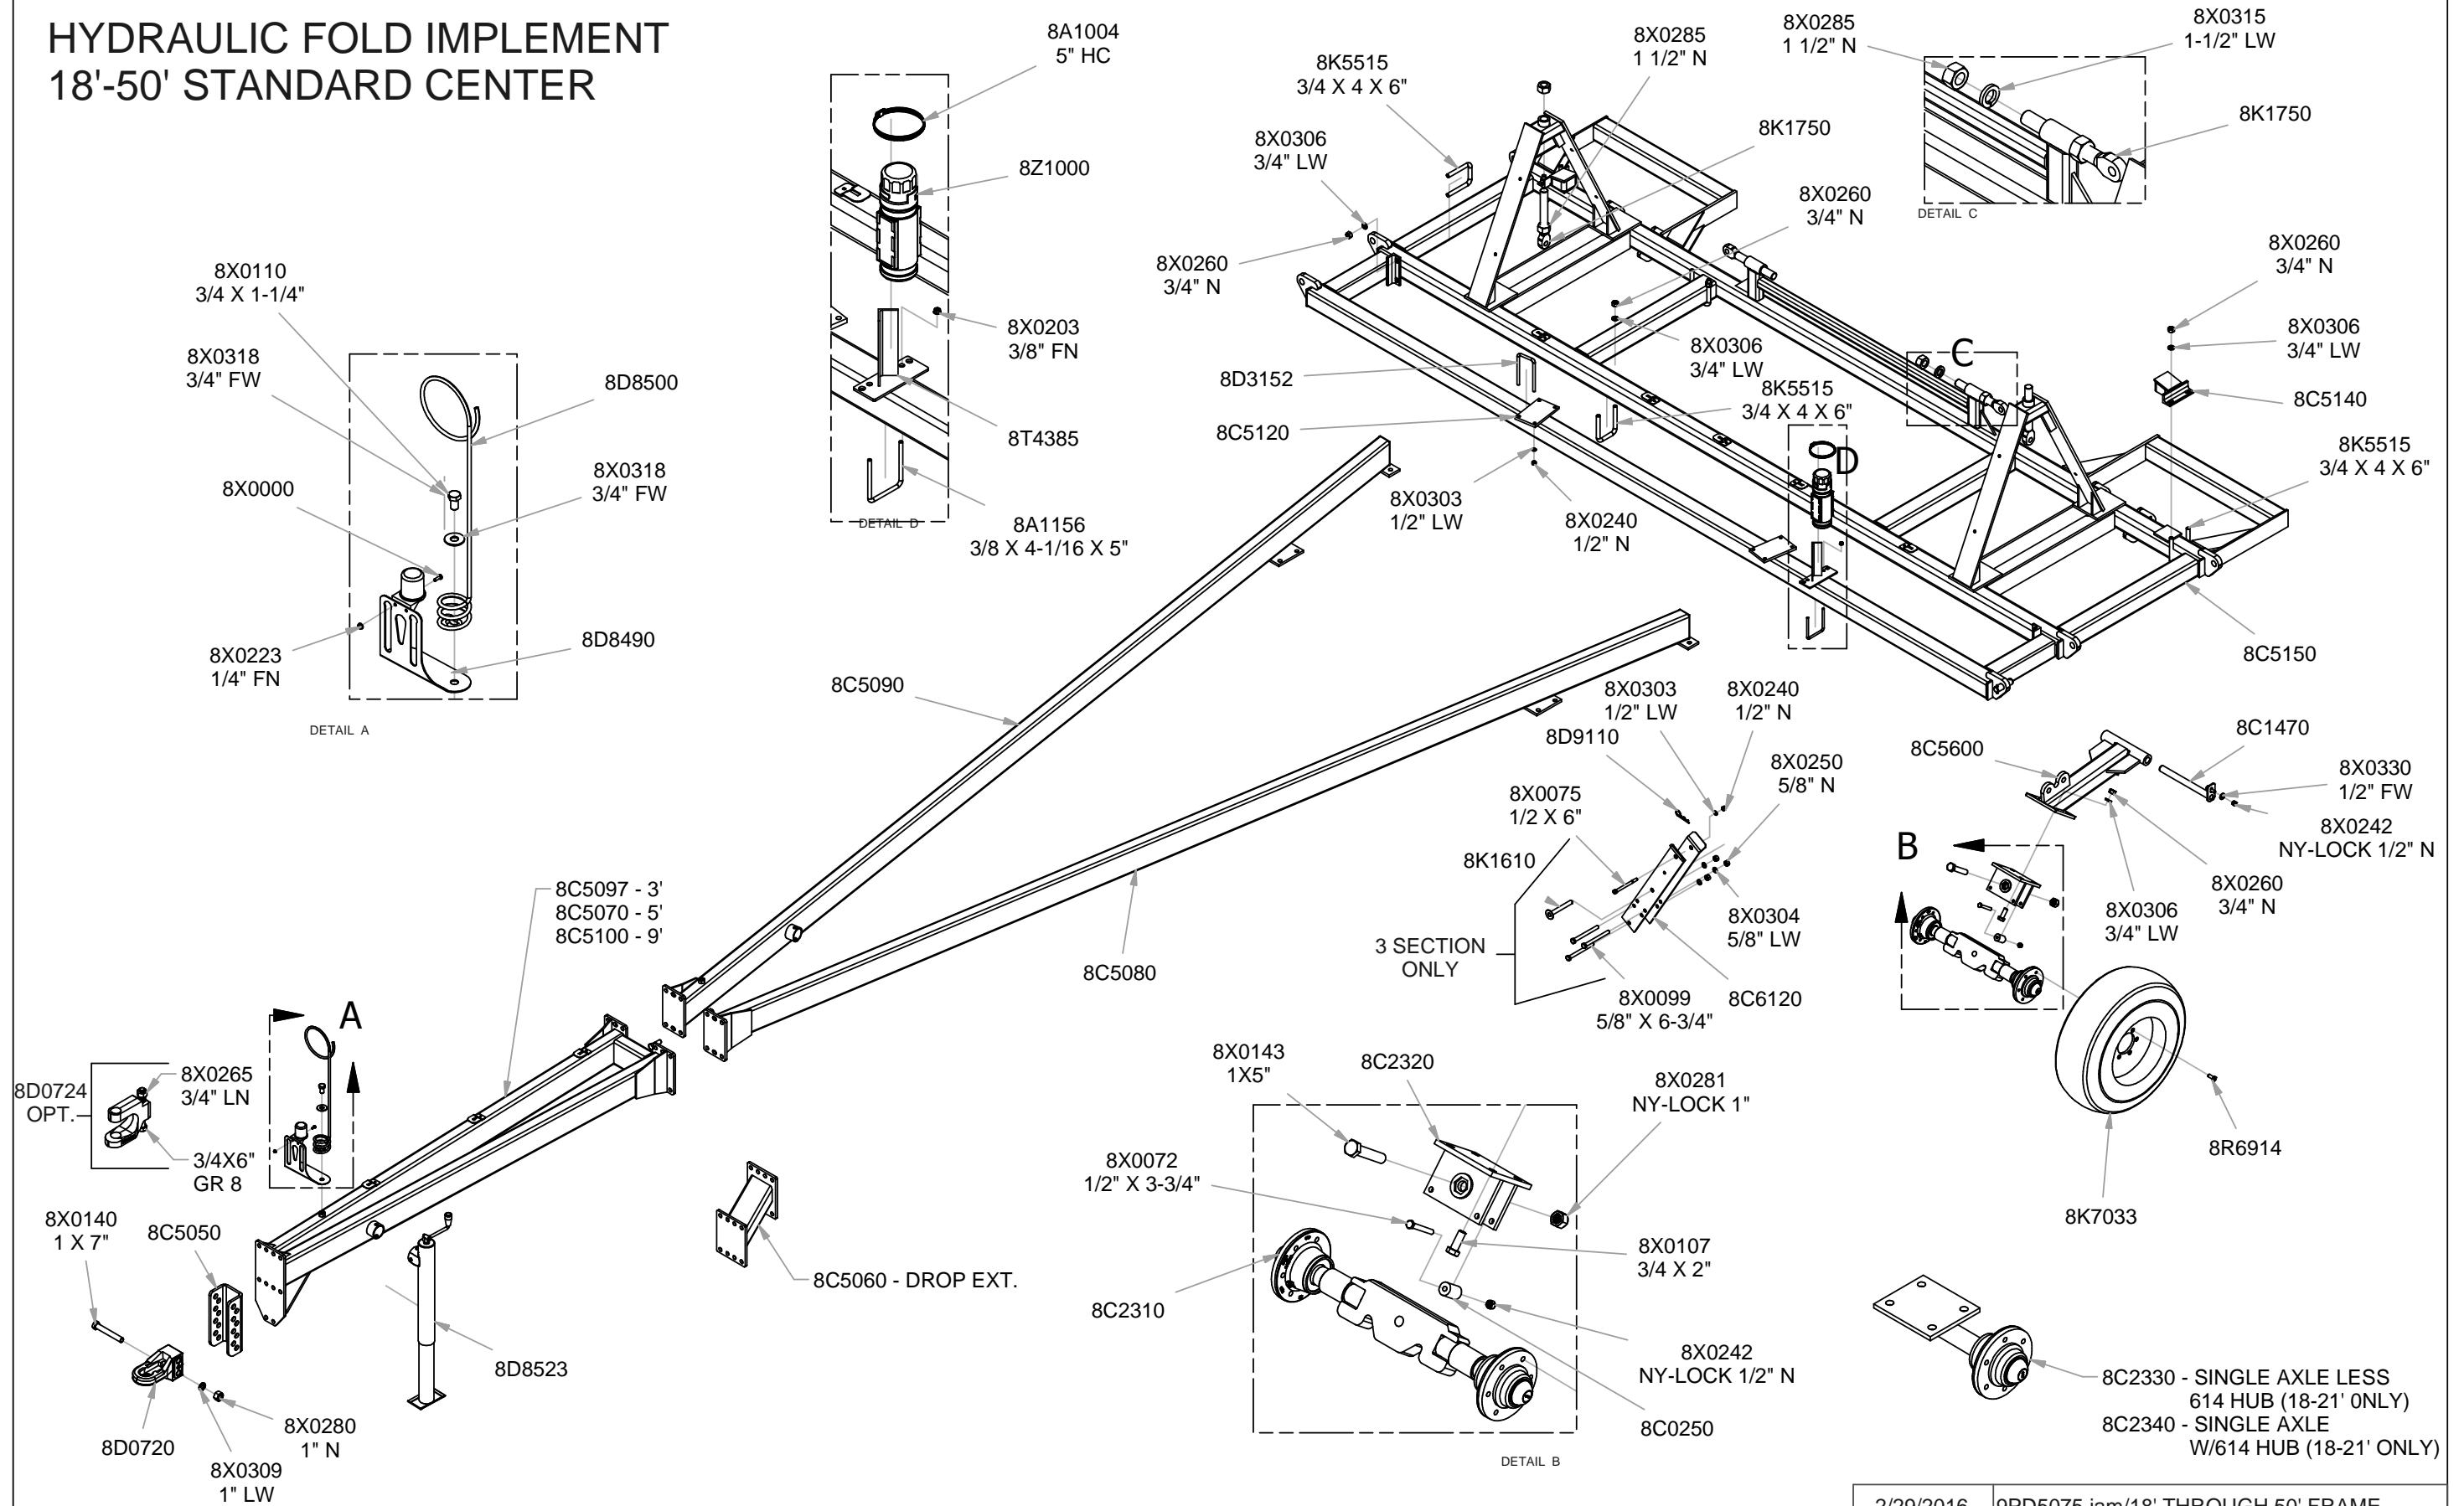 HYDRAULIC FOLD IMPLEMENT
18'-50' STANDARD CENTER
8A1004
5" HC
8Z1000
8X0203
3/8" FN
8T4385
DETAIL D
8A1156
3/8 X 4-1/16 X 5"
8X0110
3/4 X 1-1/4"
8X0318
3/4" FW
8D8500
8X0000
8X0318
3/4" FW
8X0223
1/4" FN
8D8490
DETAIL A
8K5515
3/4 X 4 X 6"
8X0285
1 1/2" N
8X0306
3/4" LW
8K1750
8X0260
3/4" N
8X0260
3/4" N
8X0285
1 1/2" N
8X0315
1-1/2" LW
8K1750
DETAIL C
8X0260
3/4" N
8X0306
3/4" LW
8C5140
8K5515
3/4 X 4 X 6"
8X0306
3/4" LW
C
8D3152
8K5515
3/4 X 4 X 6"
8C5120
D
8X0303
1/2" LW
8X0240
1/2" N
8C5150
8C5090
8C5080
8X0303
1/2" LW
8X0240
1/2" N
8D9110
8X0250
5/8" N
8X0075
1/2 X 6"
8K1610
8X0304
5/8" LW
3 SECTION
ONLY
8X0099
5/8" X 6-3/4"
8C6120
8C5600
8C1470
8X0330
1/2" FW
8X0242
NY-LOCK 1/2" N
B
8X0260
3/4" N
8X0306
3/4" LW
8R6914
8K7033
8C5097 - 3'
8C5070 - 5'
8C5100 - 9'
A
8D0724
OPT.
8X0265
3/4" LN
3/4X6"
GR 8
8X0140
1 X 7"
8C5050
8D0720
8X0280
1" N
8X0309
1" LW
8D8523
8C5060 - DROP EXT.
8X0143
1X5"
8C2320
8X0281
NY-LOCK 1"
8X0072
1/2" X 3-3/4"
8X0107
3/4 X 2"
8C2310
8X0242
NY-LOCK 1/2" N
8C0250
DETAIL B
8C2330 - SINGLE AXLE LESS
614 HUB (18-21' 0NLY)
8C2340 - SINGLE AXLE
W/614 HUB (18-21' ONLY)
2/29/2016
9PD5075.iam/18' THROUGH 50' FRAME